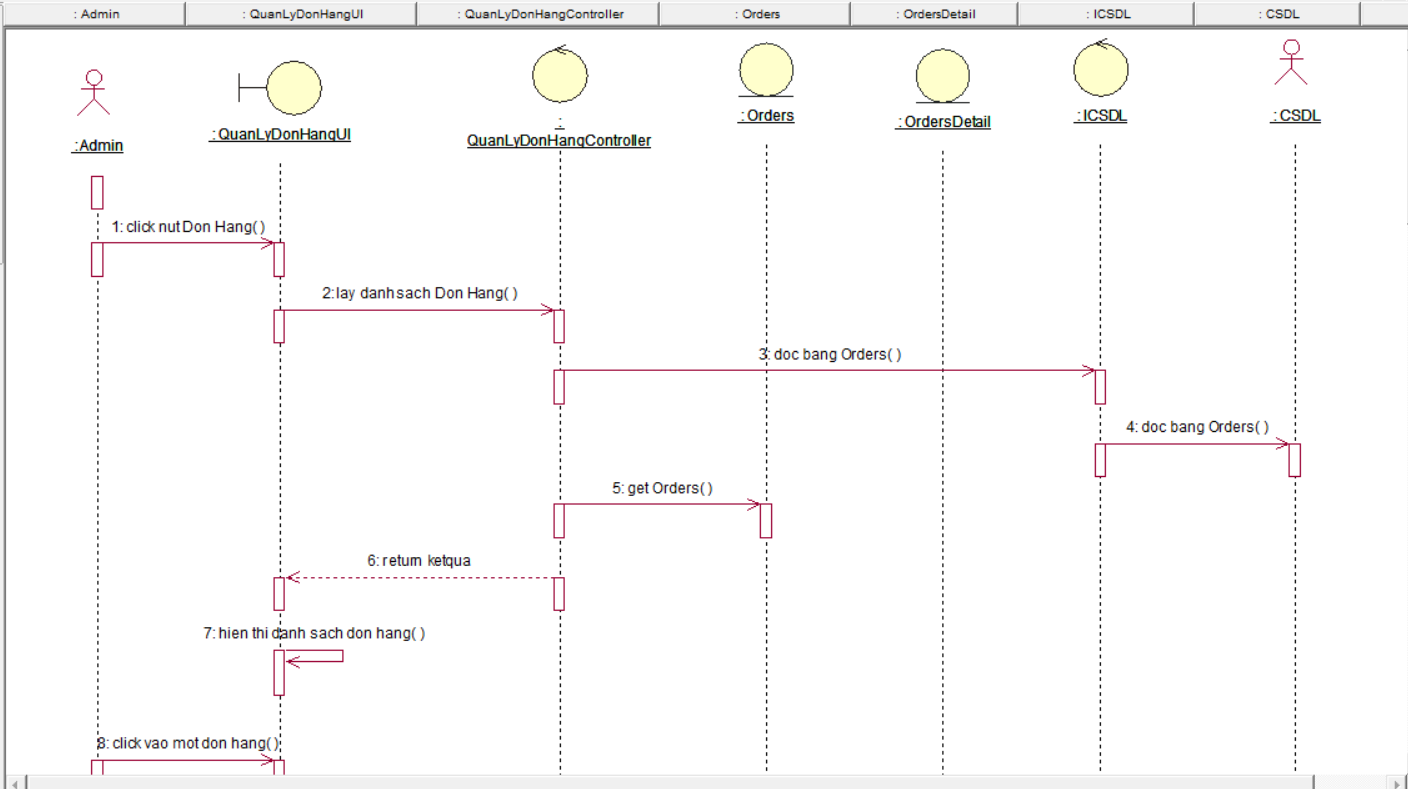 : Admin
: QuanLyDonHangUI
: QuanLyDonHangController
: Orders
: OrdersDetail
: ICSDL
: CSDL
:Admin
:QuanLyDonHangUI
:
QuanLyDonHangController
:Orders
:OrdersDetail
:ICSDL
:CSDL
1: click nut Don Hang( )
2: lay danh sach Don Hang( )
3: doc bang Orders( )
4: doc bang Orders( )
5: get Orders( )
6: return ketqua
7: hien thi danh sach don hang( )
8: click vao mot don hang( )